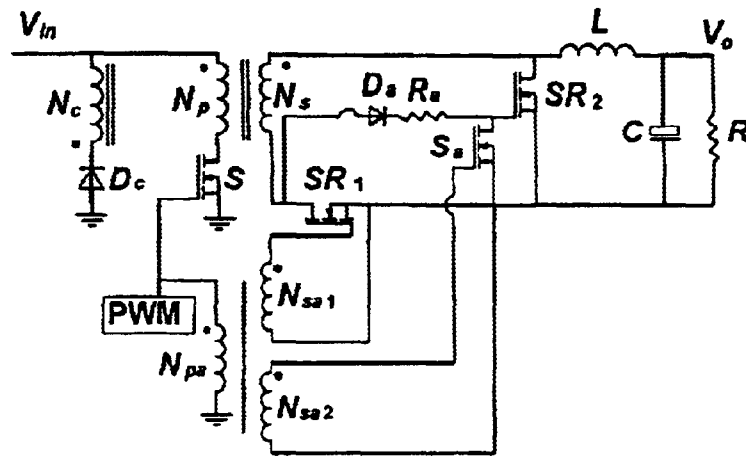 V_in
N_c
N_p
N_s
D_a
R_a
S_a
SR_2
L
V_o
C
R
D_c
S
SR_1
PWM
N_pa
N_sa1
N_sa2